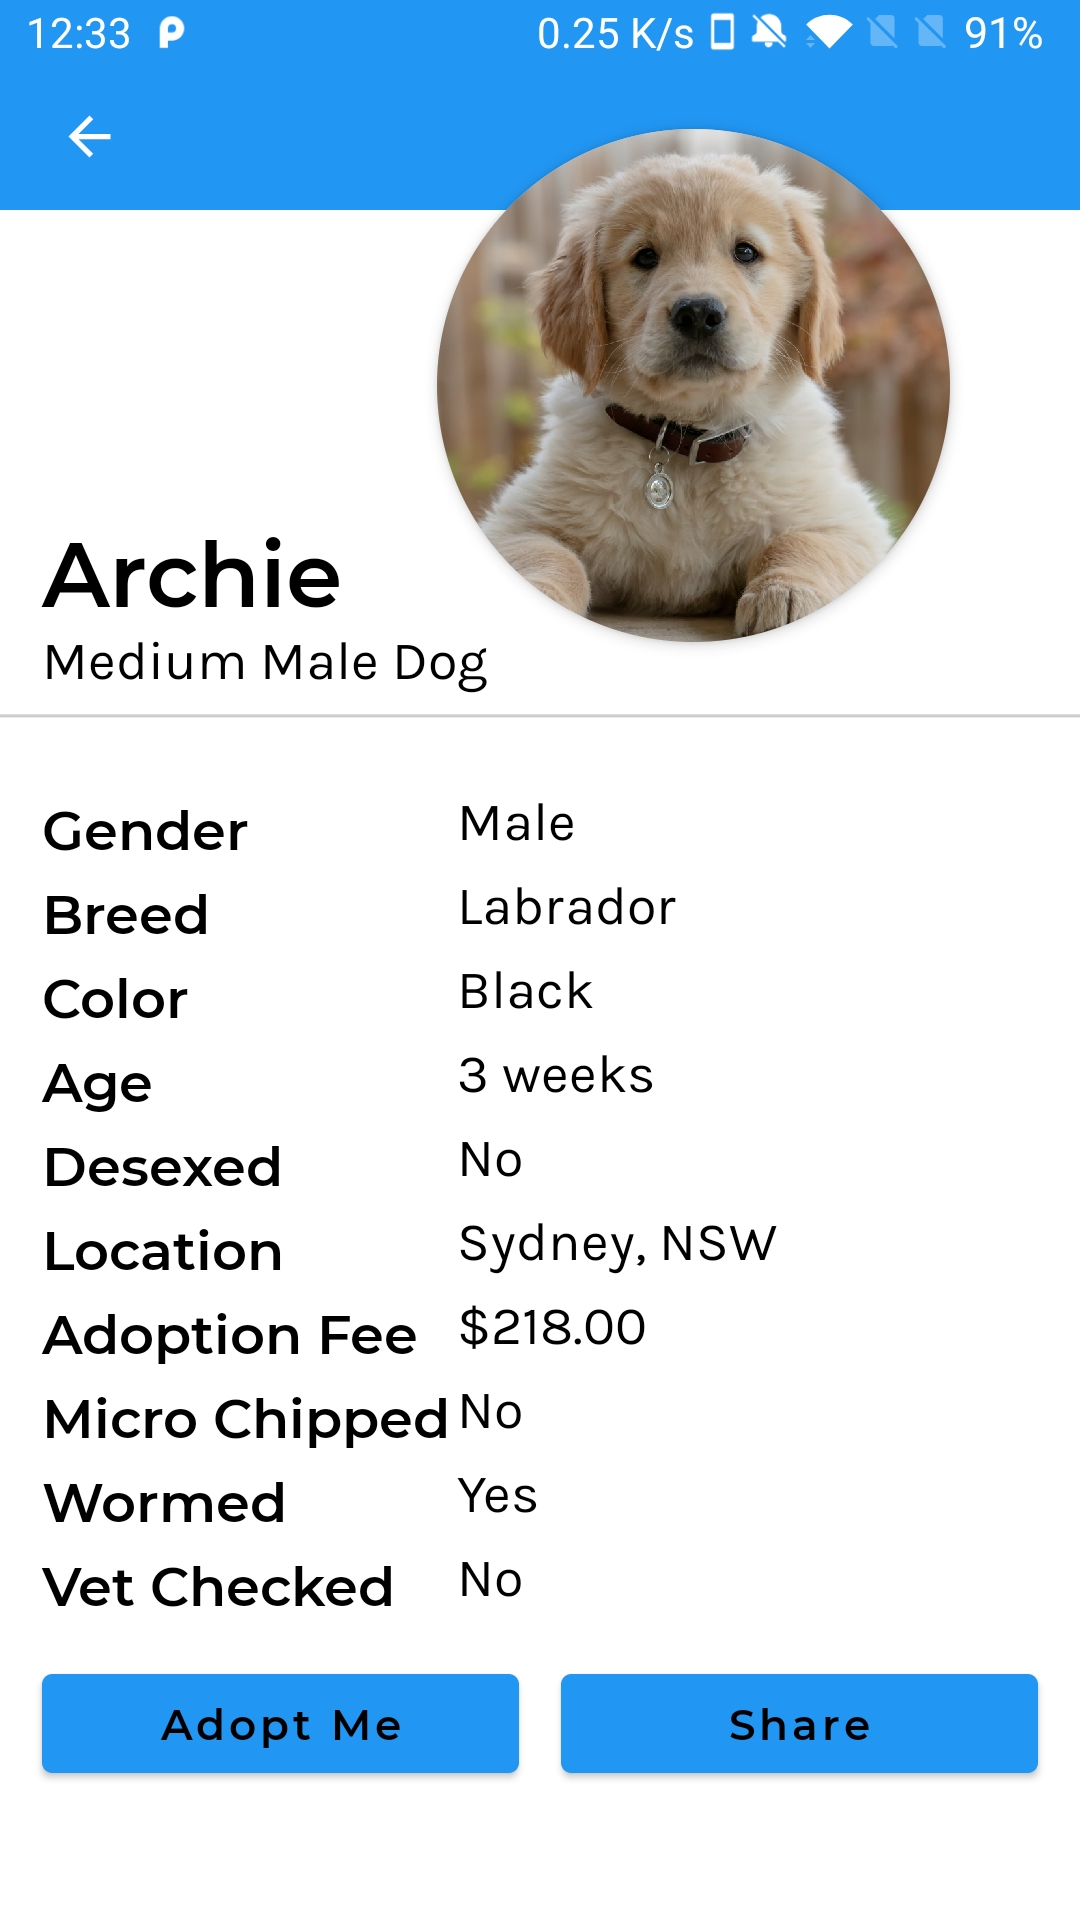 12:33 0.25 K/s 91%
Archie
Medium Male Dog
Gender Male
Breed Labrador
Color Black
Age 3 weeks
Desexed No
Location Sydney, NSW
Adoption Fee $218.00
Micro Chipped No
Wormed Yes
Vet Checked No
Adopt Me Share